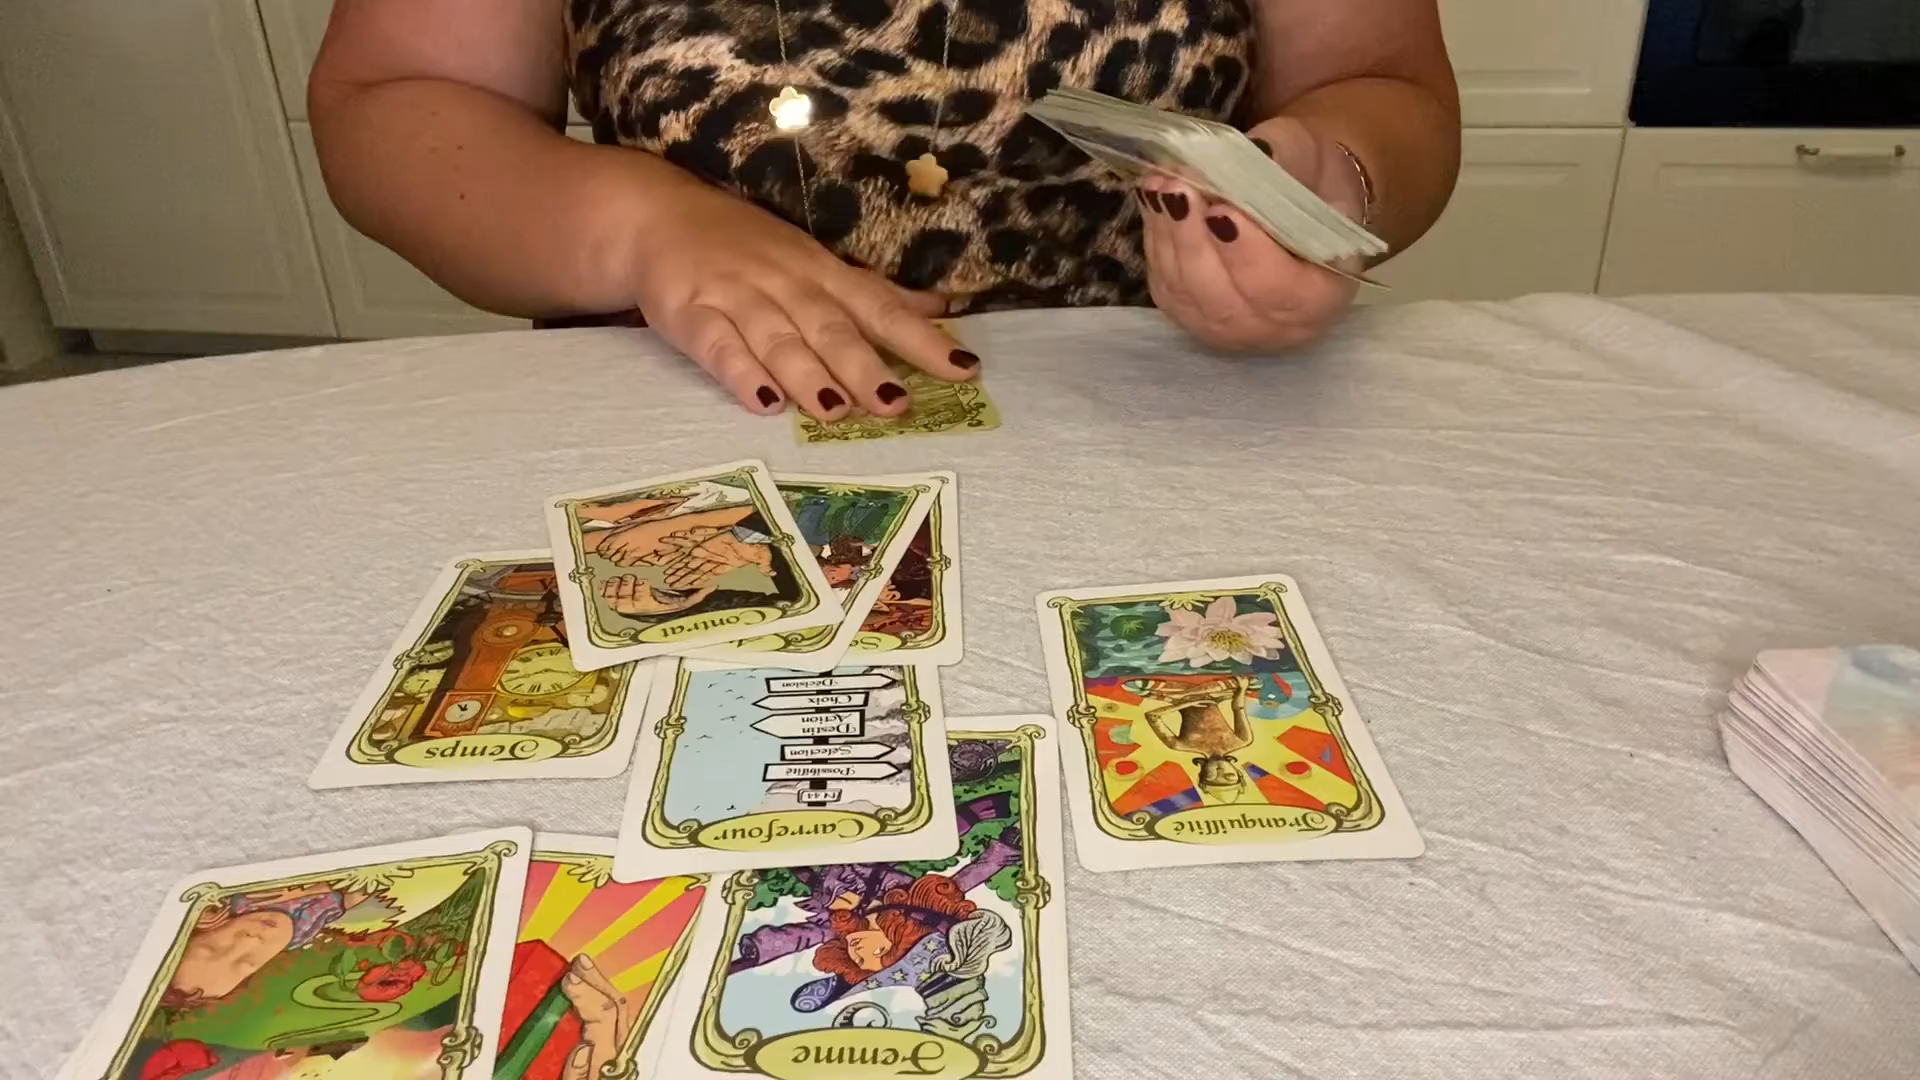 Contrat
Temps
Décision
Choix
Action
Destin
Sélection
Possibilité
N 44
Carrefour
Tranquillité
Femme